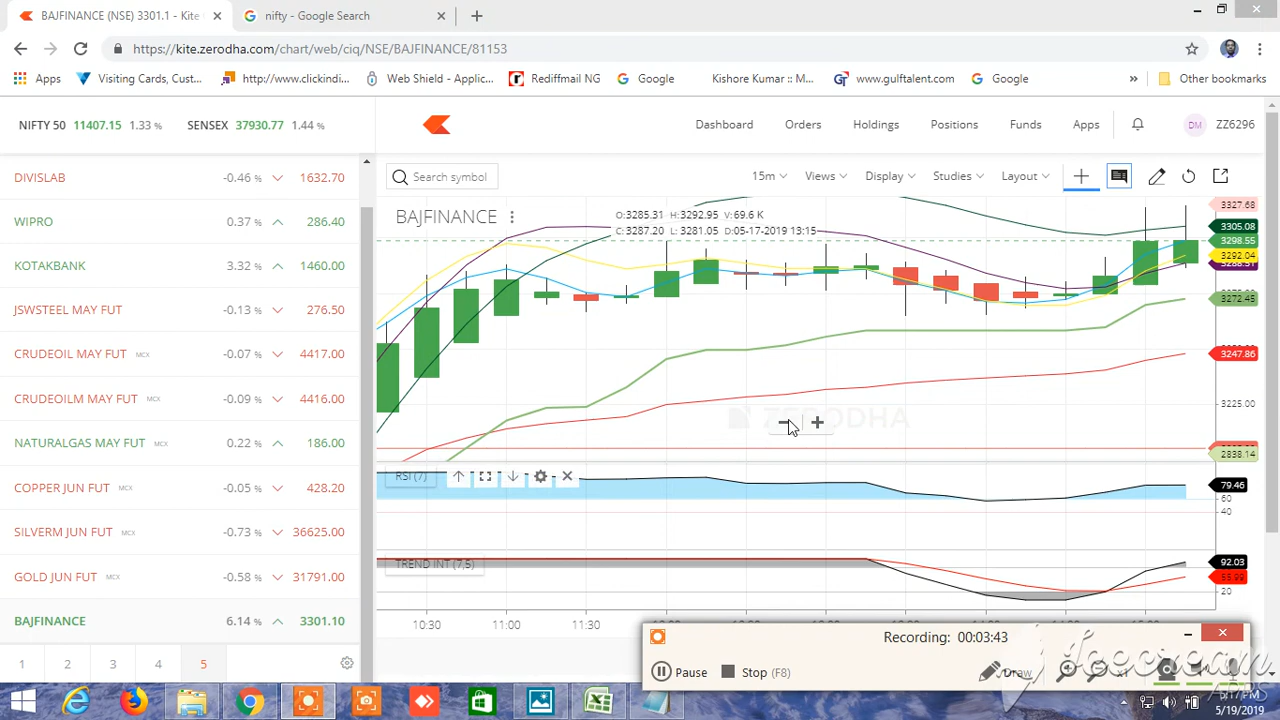 BAJFINANCE (NSE) 3301.1 - Kite
nifty - Google Search
https://kite.zerodha.com/chart/web/ciq/NSE/BAJFINANCE/81153
Apps Visiting Cards, Cust... http://www.clickindi... Web Shield - Applic... Rediffmail NG Google Kishore Kumar :: M... www.gulftalent.com Google » Other bookmarks
NIFTY 50 11407.15 1.33 % SENSEX 37930.77 1.44 %
Dashboard Orders Holdings Positions Funds Apps DM ZZ6296
DIVISLAB -0.46 % 1632.70
WIPRO 0.37 % 286.40
KOTAKBANK 3.32 % 1460.00
JSWSTEEL MAY FUT -0.13 % 276.50
CRUDEOIL MAY FUT MCX -0.07 % 4417.00
CRUDEOILM MAY FUT MCX -0.09 % 4416.00
NATURALGAS MAY FUT MCX 0.22 % 186.00
COPPER JUN FUT MCX -0.05 % 428.20
SILVERM JUN FUT MCX -0.73 % 36625.00
GOLD JUN FUT MCX -0.58 % 31791.00
BAJFINANCE 6.14 % 3301.10
1 2 3 4 5
Search symbol 15m Views Display Studies Layout
BAJFINANCE
O:3285.31 H:3292.95 V:69.6 K
C:3287.20 L:3281.05 D:05-17-2019 13:15
3327.68
3305.08
3298.55
3292.04
3272.45
3247.86
3225.00
2838.14
ZERODHA
RSI (7)
79.46
60
40
TREND INT (7,5)
92.03
20
10:30 11:00 11:30
Recording: 00:03:43
Pause Stop (F8) Draw x1
Icecream
APPS
5/19/2019